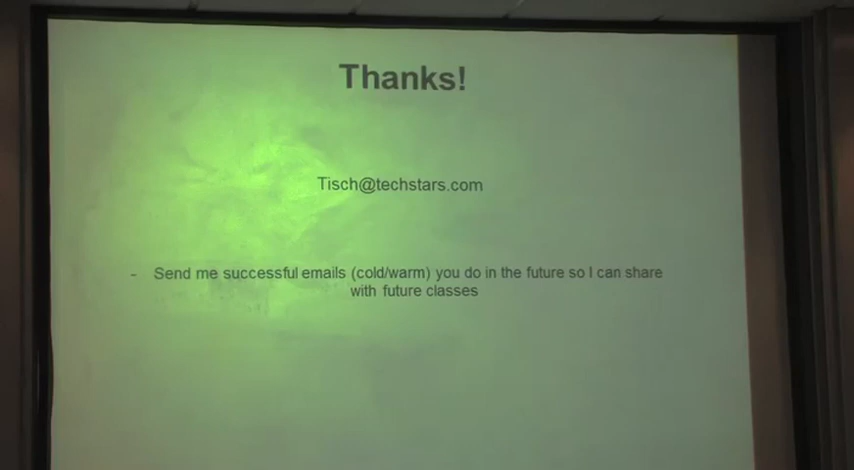 Thanks!
Tisch@techstars.com
- Send me successful emails (cold/warm) you do in the future so I can share
with future classes